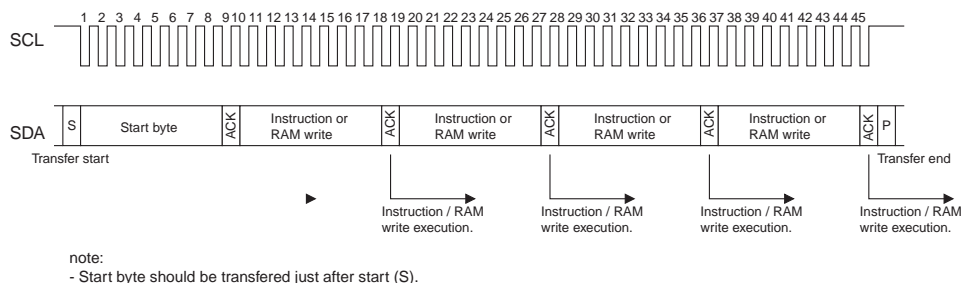 1 2 3 4 5 6 7 8 9 10 11 12 13 14 15 16 17 18 19 20 21 22 23 24 25 26 27 28 29 30 31 32 33 34 35 36 37 38 39 40 41 42 43 44 45
SCL
SDA
S
Start byte
ACK
Instruction or
RAM write
ACK
Instruction or
RAM write
ACK
Instruction or
RAM write
ACK
Instruction or
RAM write
ACK
P
Transfer start
Transfer end
Instruction / RAM
write execution.
Instruction / RAM
write execution.
Instruction / RAM
write execution.
Instruction / RAM
write execution.
note:
- Start byte should be transfered just after start (S).